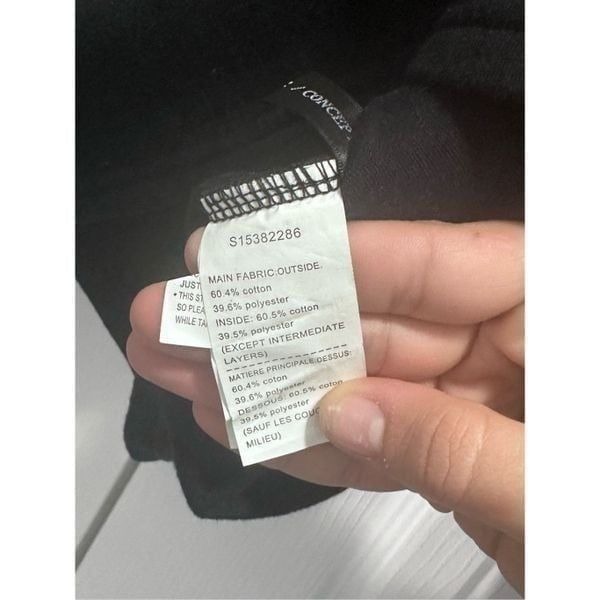 CONCEP
S15382286
MAIN FABRIC:OUTSIDE.
60.4% cotton
39.6% polyester
INSIDE: 60.5% cotton
39.5% polyester
(EXCEPT INTERMEDIATE
LAYERS)
MATIERE PRINCIPALE:DESSUS:
60.4% coton
39.6% polyester
DESSOUS: 60.5% coton
39.5% polyester
(SAUF LES COUC
MILIEU)
JUST
• THIS ST
SO PLEA
WHILE TA